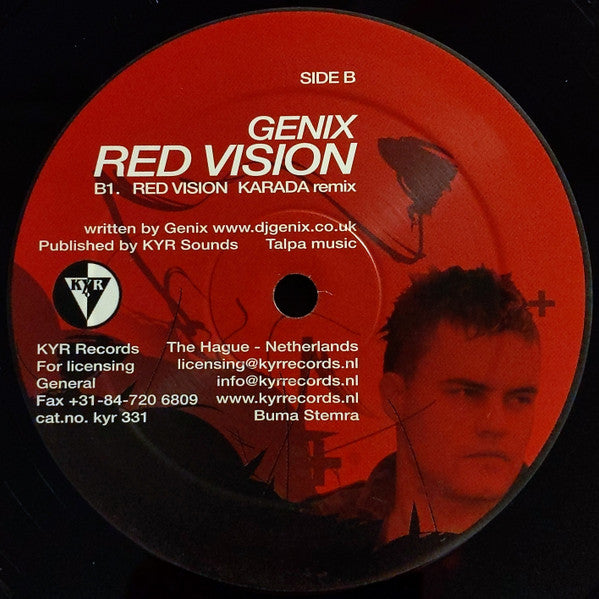 SIDE B
GENIX
RED VISION
B1. RED VISION KARADA remix
written by Genix www.djgenix.co.uk
Published by KYR Sounds Talpa music
KYR
KYR Records The Hague - Netherlands
For licensing licensing@kyrrecords.nl
General info@kyrrecords.nl
Fax +31-84-720 6809 www.kyrrecords.nl
cat.no. kyr 331 Buma Stemra